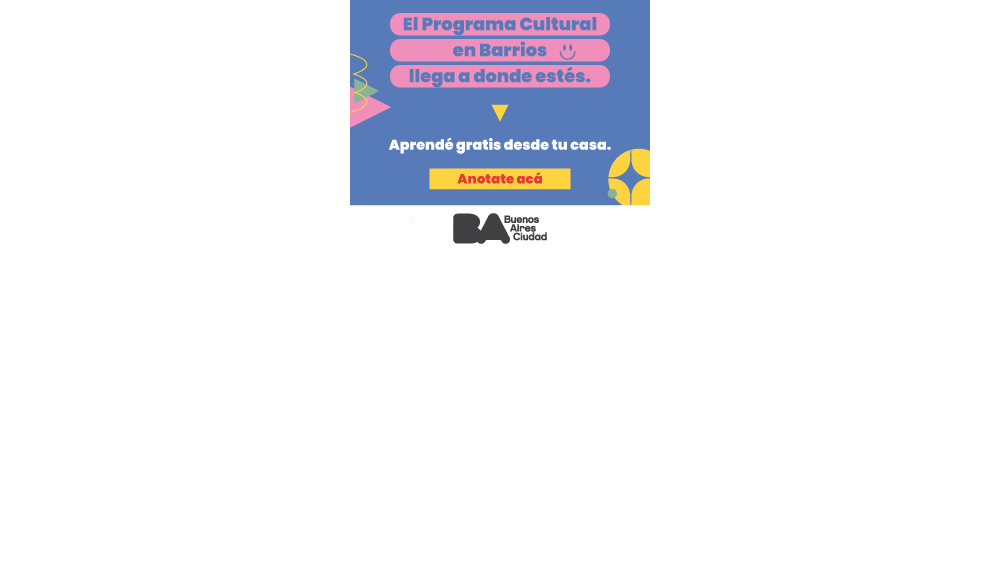 El Programa Cultural
en Barrios
llega a donde estés.
Aprendé gratis desde tu casa.
Anotate acá
BA
Buenos
Aires
Ciudad